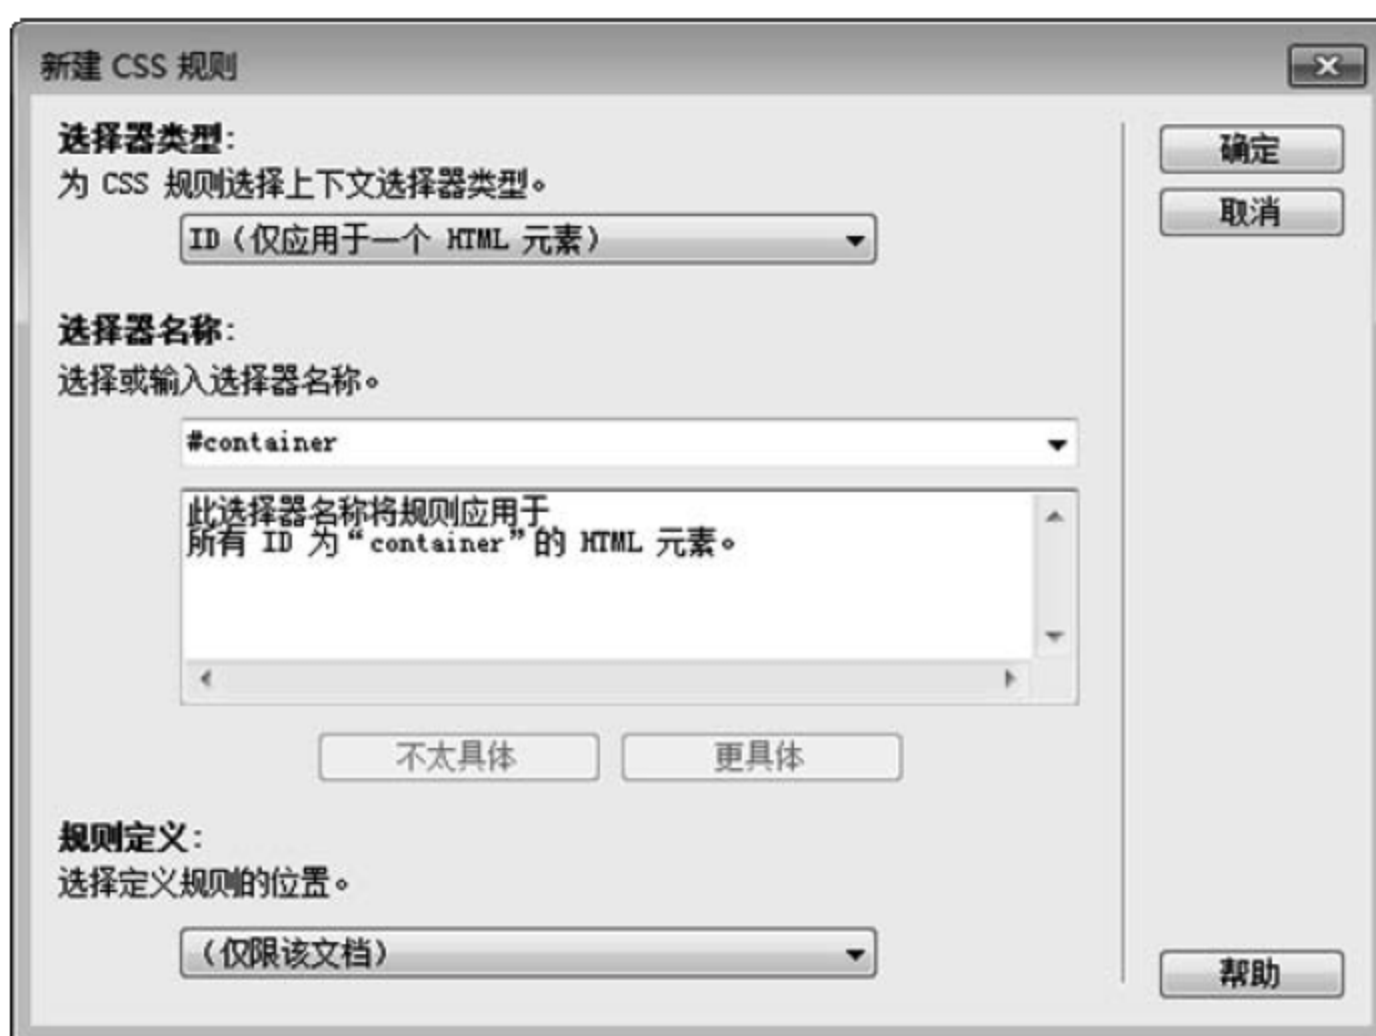 新建 CSS 规则
选择器类型:
为 CSS 规则选择上下文选择器类型。
ID（仅应用于一个 HTML 元素）
选择器名称:
选择或输入选择器名称。
#container
此选择器名称将规则应用于
所有 ID 为“container”的 HTML 元素。
不太具体
更具体
规则定义:
选择定义规则的位置。
（仅限该文档）
确定
取消
帮助